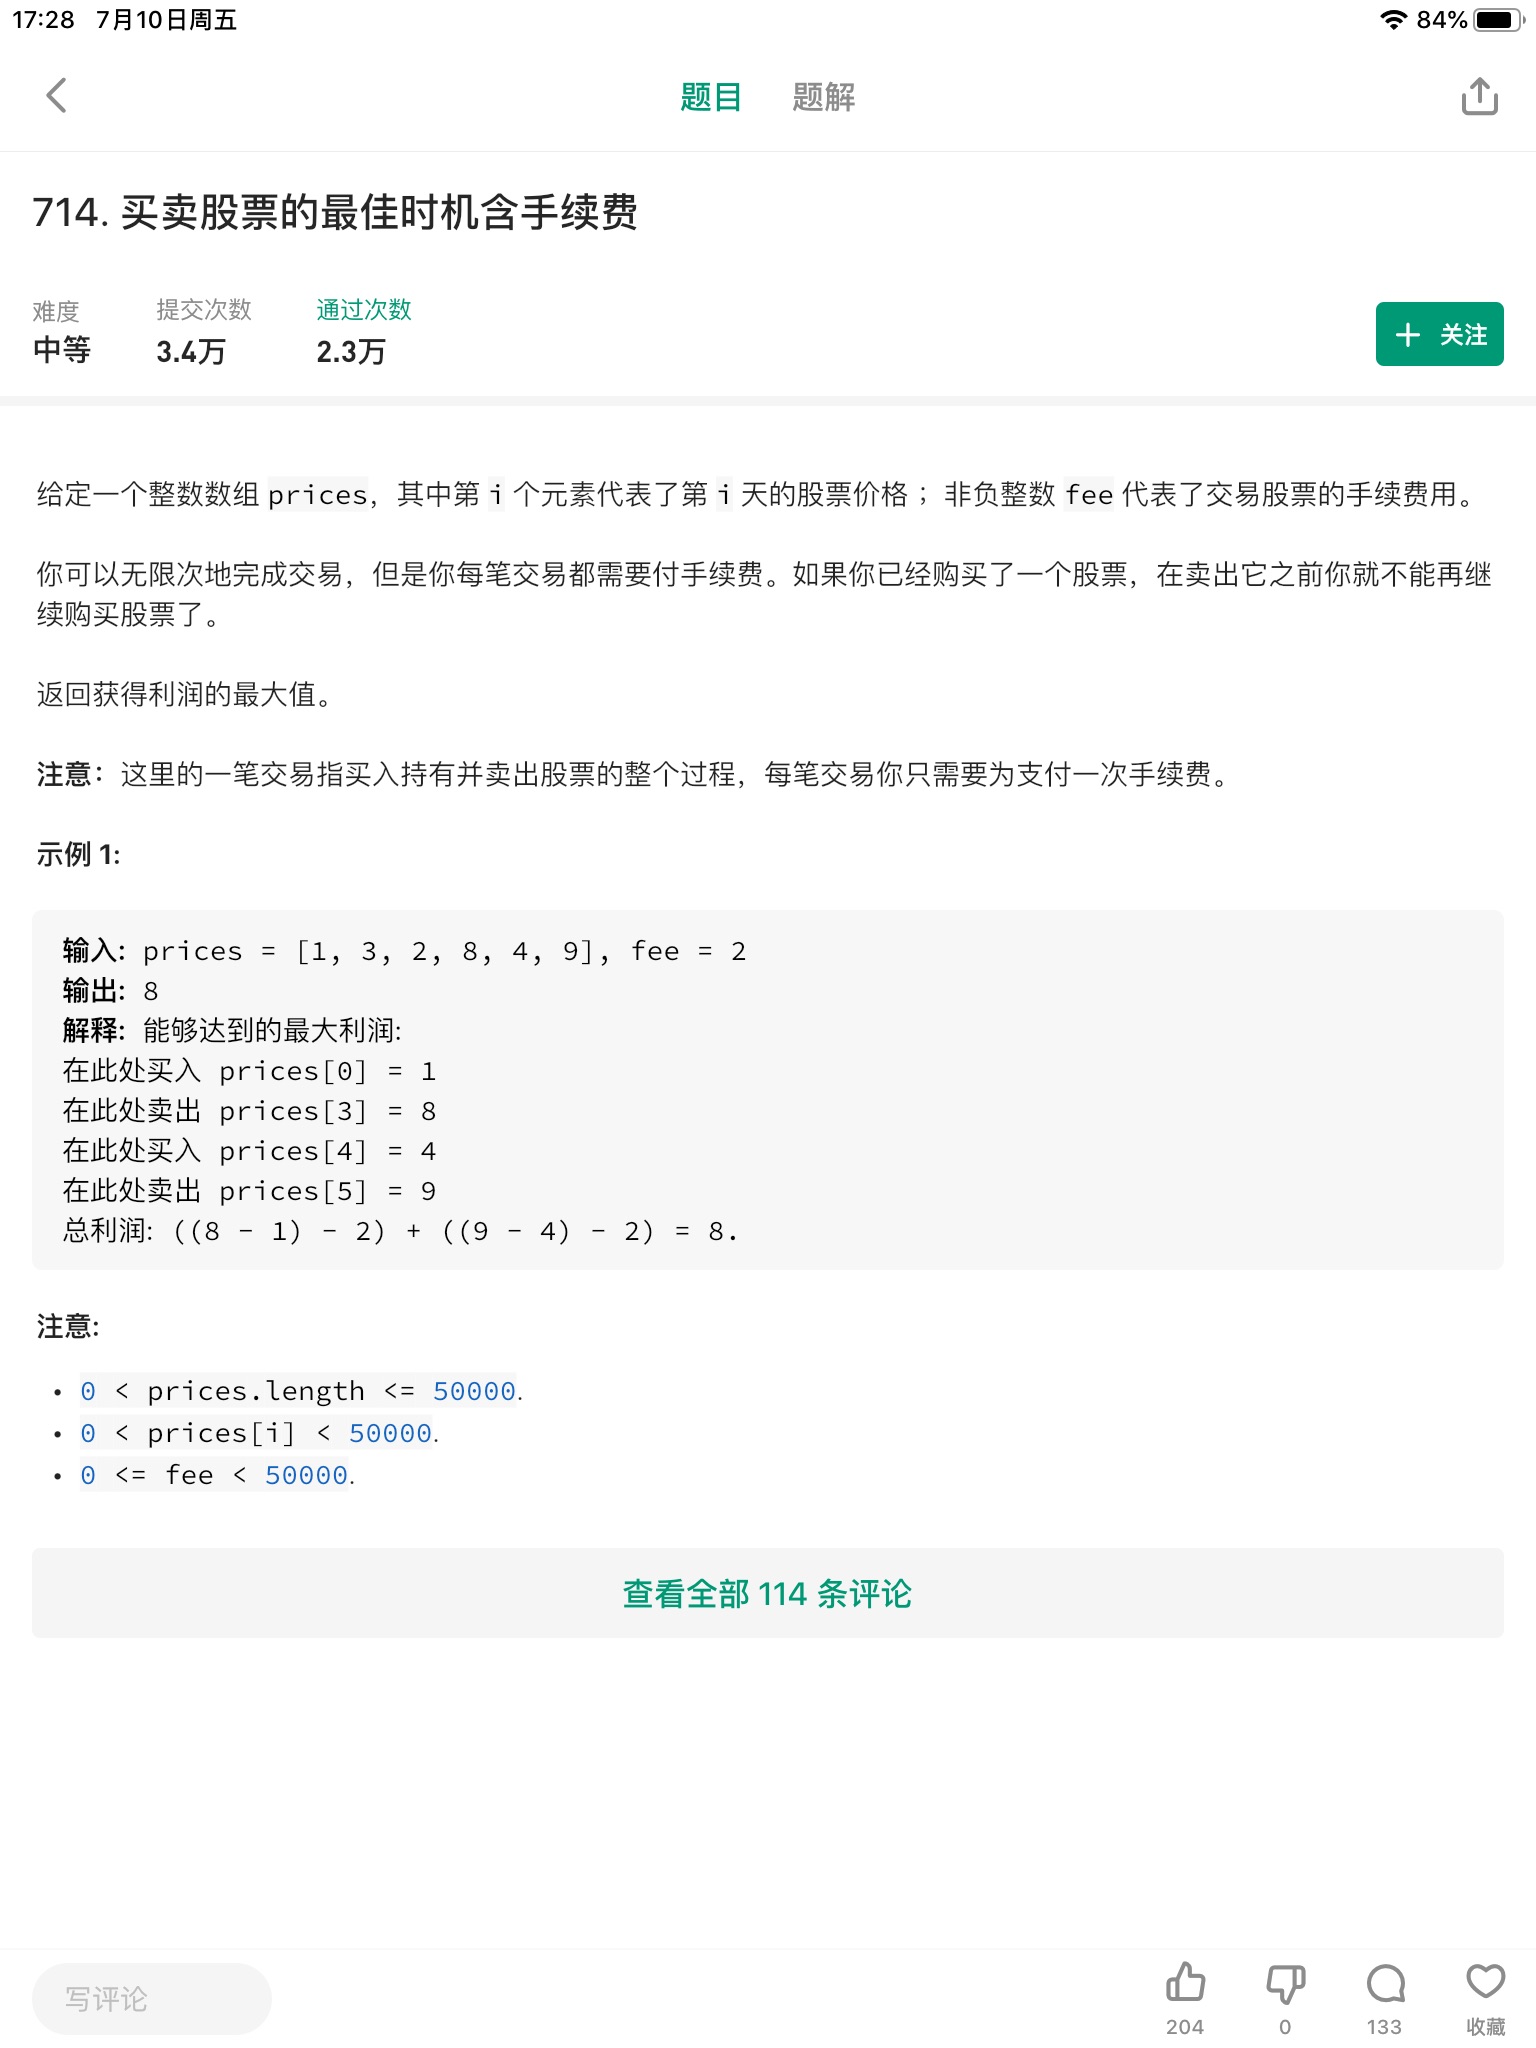 17:28 7月10日周五 84%
题目 题解
714. 买卖股票的最佳时机含手续费
难度 提交次数 通过次数
中等 3.4万 2.3万
关注
给定一个整数数组 prices，其中第 i 个元素代表了第 i 天的股票价格 ；非负整数 fee 代表了交易股票的手续费用。
你可以无限次地完成交易，但是你每笔交易都需要付手续费。如果你已经购买了一个股票，在卖出它之前你就不能再继
续购买股票了。
返回获得利润的最大值。
注意：这里的一笔交易指买入持有并卖出股票的整个过程，每笔交易你只需要为支付一次手续费。
示例 1:
输入: prices = [1, 3, 2, 8, 4, 9], fee = 2
输出: 8
解释: 能够达到的最大利润:
在此处买入 prices[0] = 1
在此处卖出 prices[3] = 8
在此处买入 prices[4] = 4
在此处卖出 prices[5] = 9
总利润: ((8 - 1) - 2) + ((9 - 4) - 2) = 8.
注意:
• 0 < prices.length <= 50000.
• 0 < prices[i] < 50000.
• 0 <= fee < 50000.
查看全部 114 条评论
写评论
204 0 133 收藏